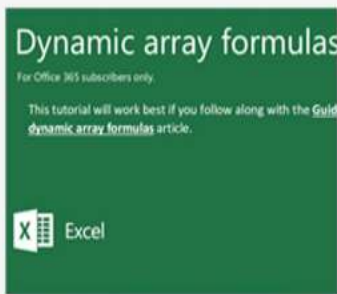 Dynamic array formulas
For Office 365 subscribers only.
This tutorial will work best if you follow along with the Guid
dynamic array formulas article.
X
Excel